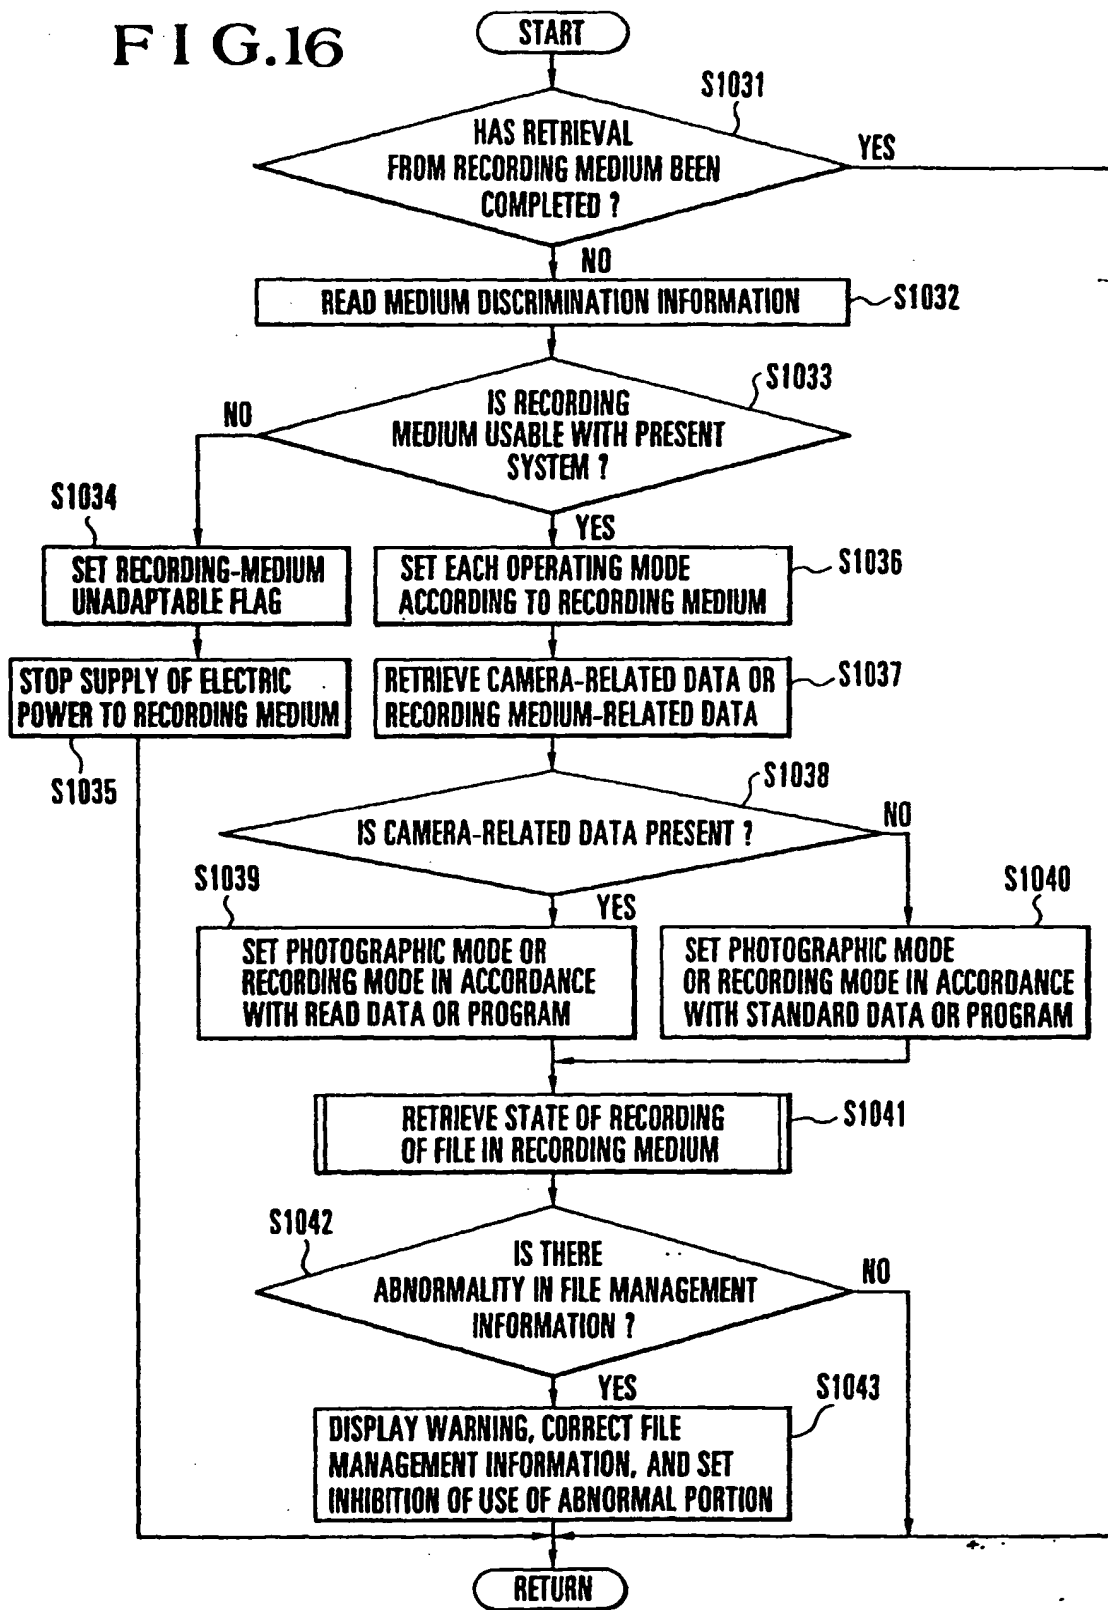 FIG.16
START
S1031
HAS RETRIEVAL
FROM RECORDING MEDIUM BEEN
COMPLETED ?
YES
NO
READ MEDIUM DISCRIMINATION INFORMATION
S1032
S1033
IS RECORDING
MEDIUM USABLE WITH PRESENT
SYSTEM ?
NO
YES
S1034
SET RECORDING-MEDIUM
UNADAPTABLE FLAG
SET EACH OPERATING MODE
ACCORDING TO RECORDING MEDIUM
S1036
STOP SUPPLY OF ELECTRIC
POWER TO RECORDING MEDIUM
S1035
RETRIEVE CAMERA-RELATED DATA OR
RECORDING MEDIUM-RELATED DATA
S1037
S1038
IS CAMERA-RELATED DATA PRESENT ?
NO
YES
S1039
SET PHOTOGRAPHIC MODE OR
RECORDING MODE IN ACCORDANCE
WITH READ DATA OR PROGRAM
S1040
SET PHOTOGRAPHIC MODE
OR RECORDING MODE IN ACCORDANCE
WITH STANDARD DATA OR PROGRAM
RETRIEVE STATE OF RECORDING
OF FILE IN RECORDING MEDIUM
S1041
S1042
IS THERE
ABNORMALITY IN FILE MANAGEMENT
INFORMATION ?
NO
YES
S1043
DISPLAY WARNING, CORRECT FILE
MANAGEMENT INFORMATION, AND SET
INHIBITION OF USE OF ABNORMAL PORTION
RETURN